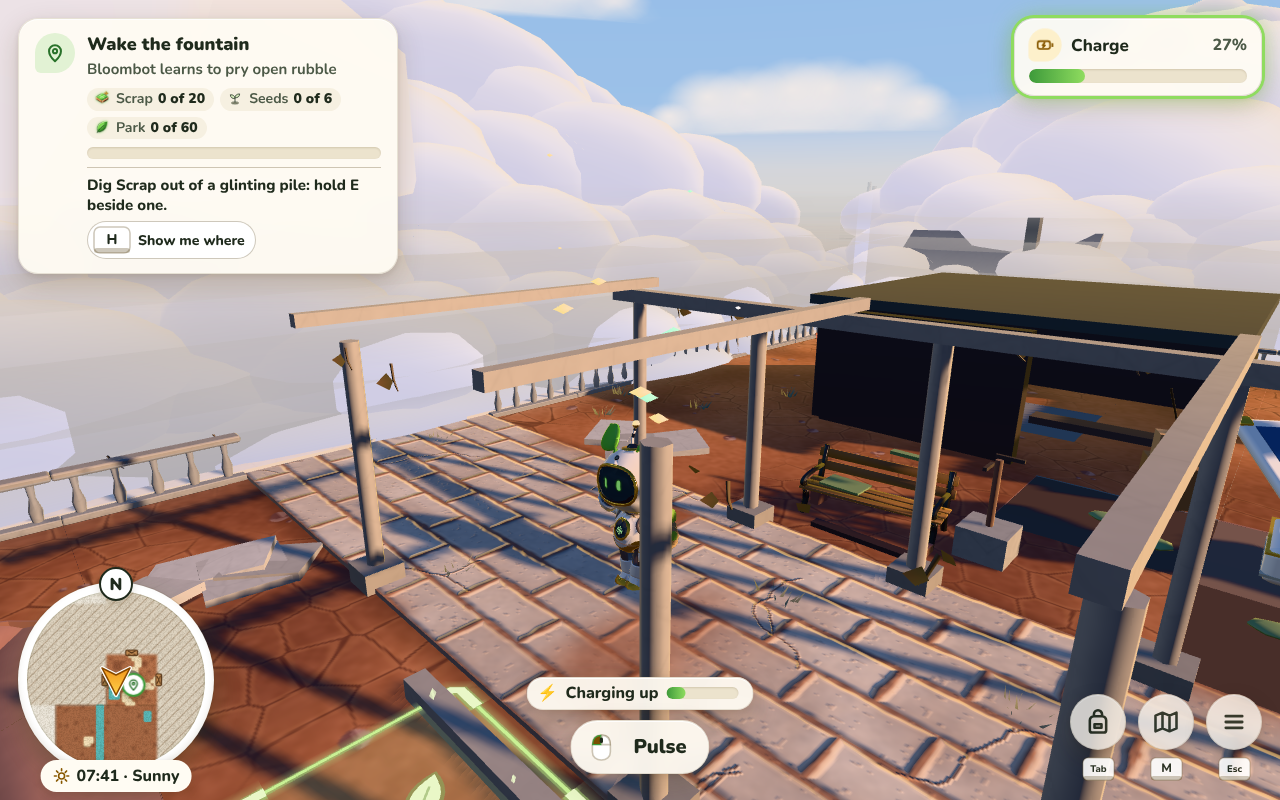 Wake the fountain
Bloombot learns to pry open rubble
Scrap 0 of 20
Seeds 0 of 6
Park 0 of 60
Dig Scrap out of a glinting pile: hold E
beside one.
H Show me where
Charge 27%
N
07:41 · Sunny
Charging up
Pulse
Tab
M
Esc